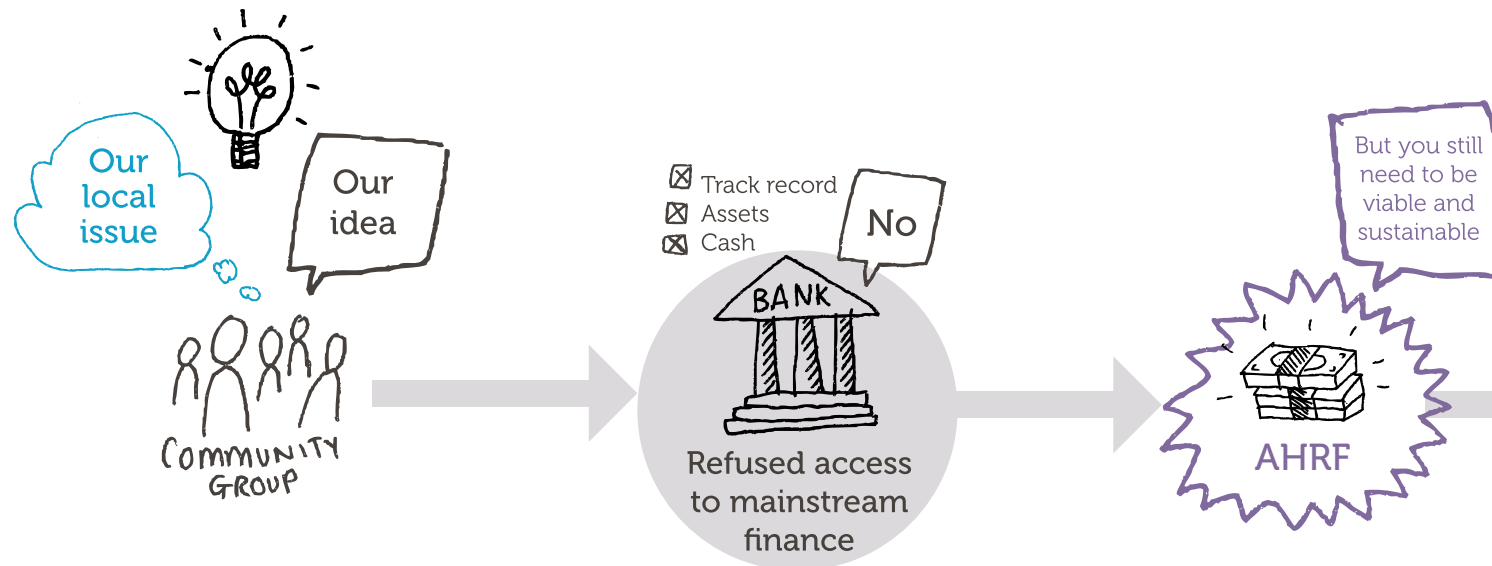 Our
local
issue
Our
idea
COMMUNITY
GROUP
Track record
Assets
Cash
No
BANK
Refused access
to mainstream
finance
But you still
need to be
viable and
sustainable
AHRF